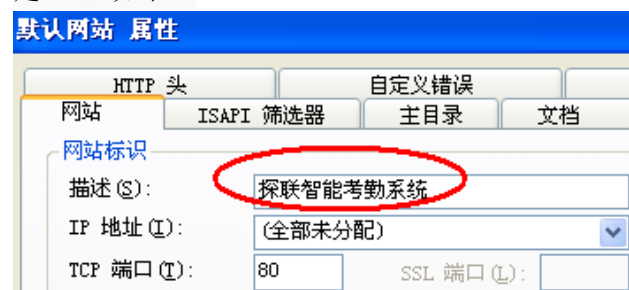 默认网站 属性
HTTP 头 自定义错误
网站 ISAPI 筛选器 主目录 文档
网站标识
描述(S): 探联智能考勤系统
IP 地址(I): (全部未分配)
TCP 端口(T): 80 SSL 端口(L):